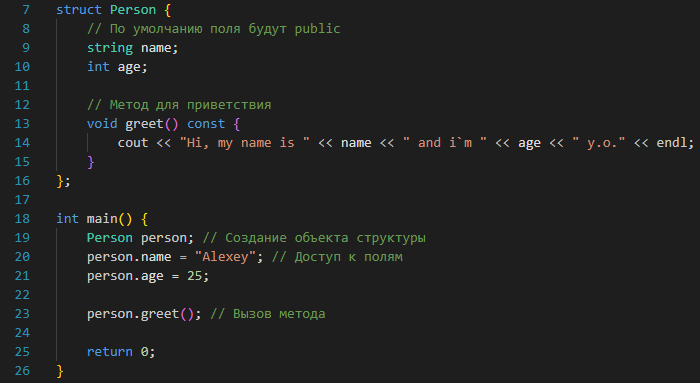 7 struct Person {
8     // По умолчанию поля будут public
9     string name;
10     int age;
11
12     // Метод для приветствия
13     void greet() const {
14         cout << "Hi, my name is " << name << " and i`m " << age << " y.o." << endl;
15     }
16 };
17
18 int main() {
19     Person person; // Создание объекта структуры
20     person.name = "Alexey"; // Доступ к полям
21     person.age = 25;
22
23     person.greet(); // Вызов метода
24
25     return 0;
26 }